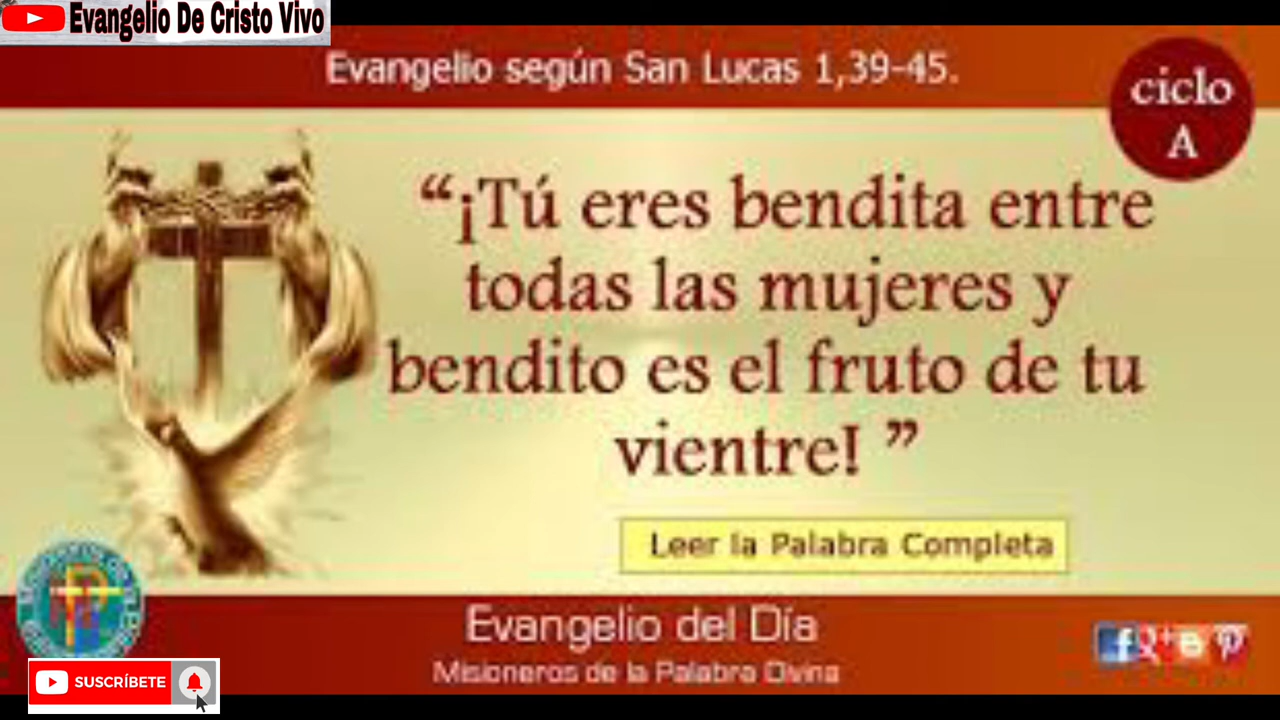 Evangelio De Cristo Vivo
Evangelio según San Lucas 1,39-45.
ciclo
A
“¡Tú eres bendita entre
todas las mujeres y
bendito es el fruto de tu
vientre! ”
Leer la Palabra Completa
Evangelio del Día
Misioneros de la Palabra Divina
SUSCRÍBETE